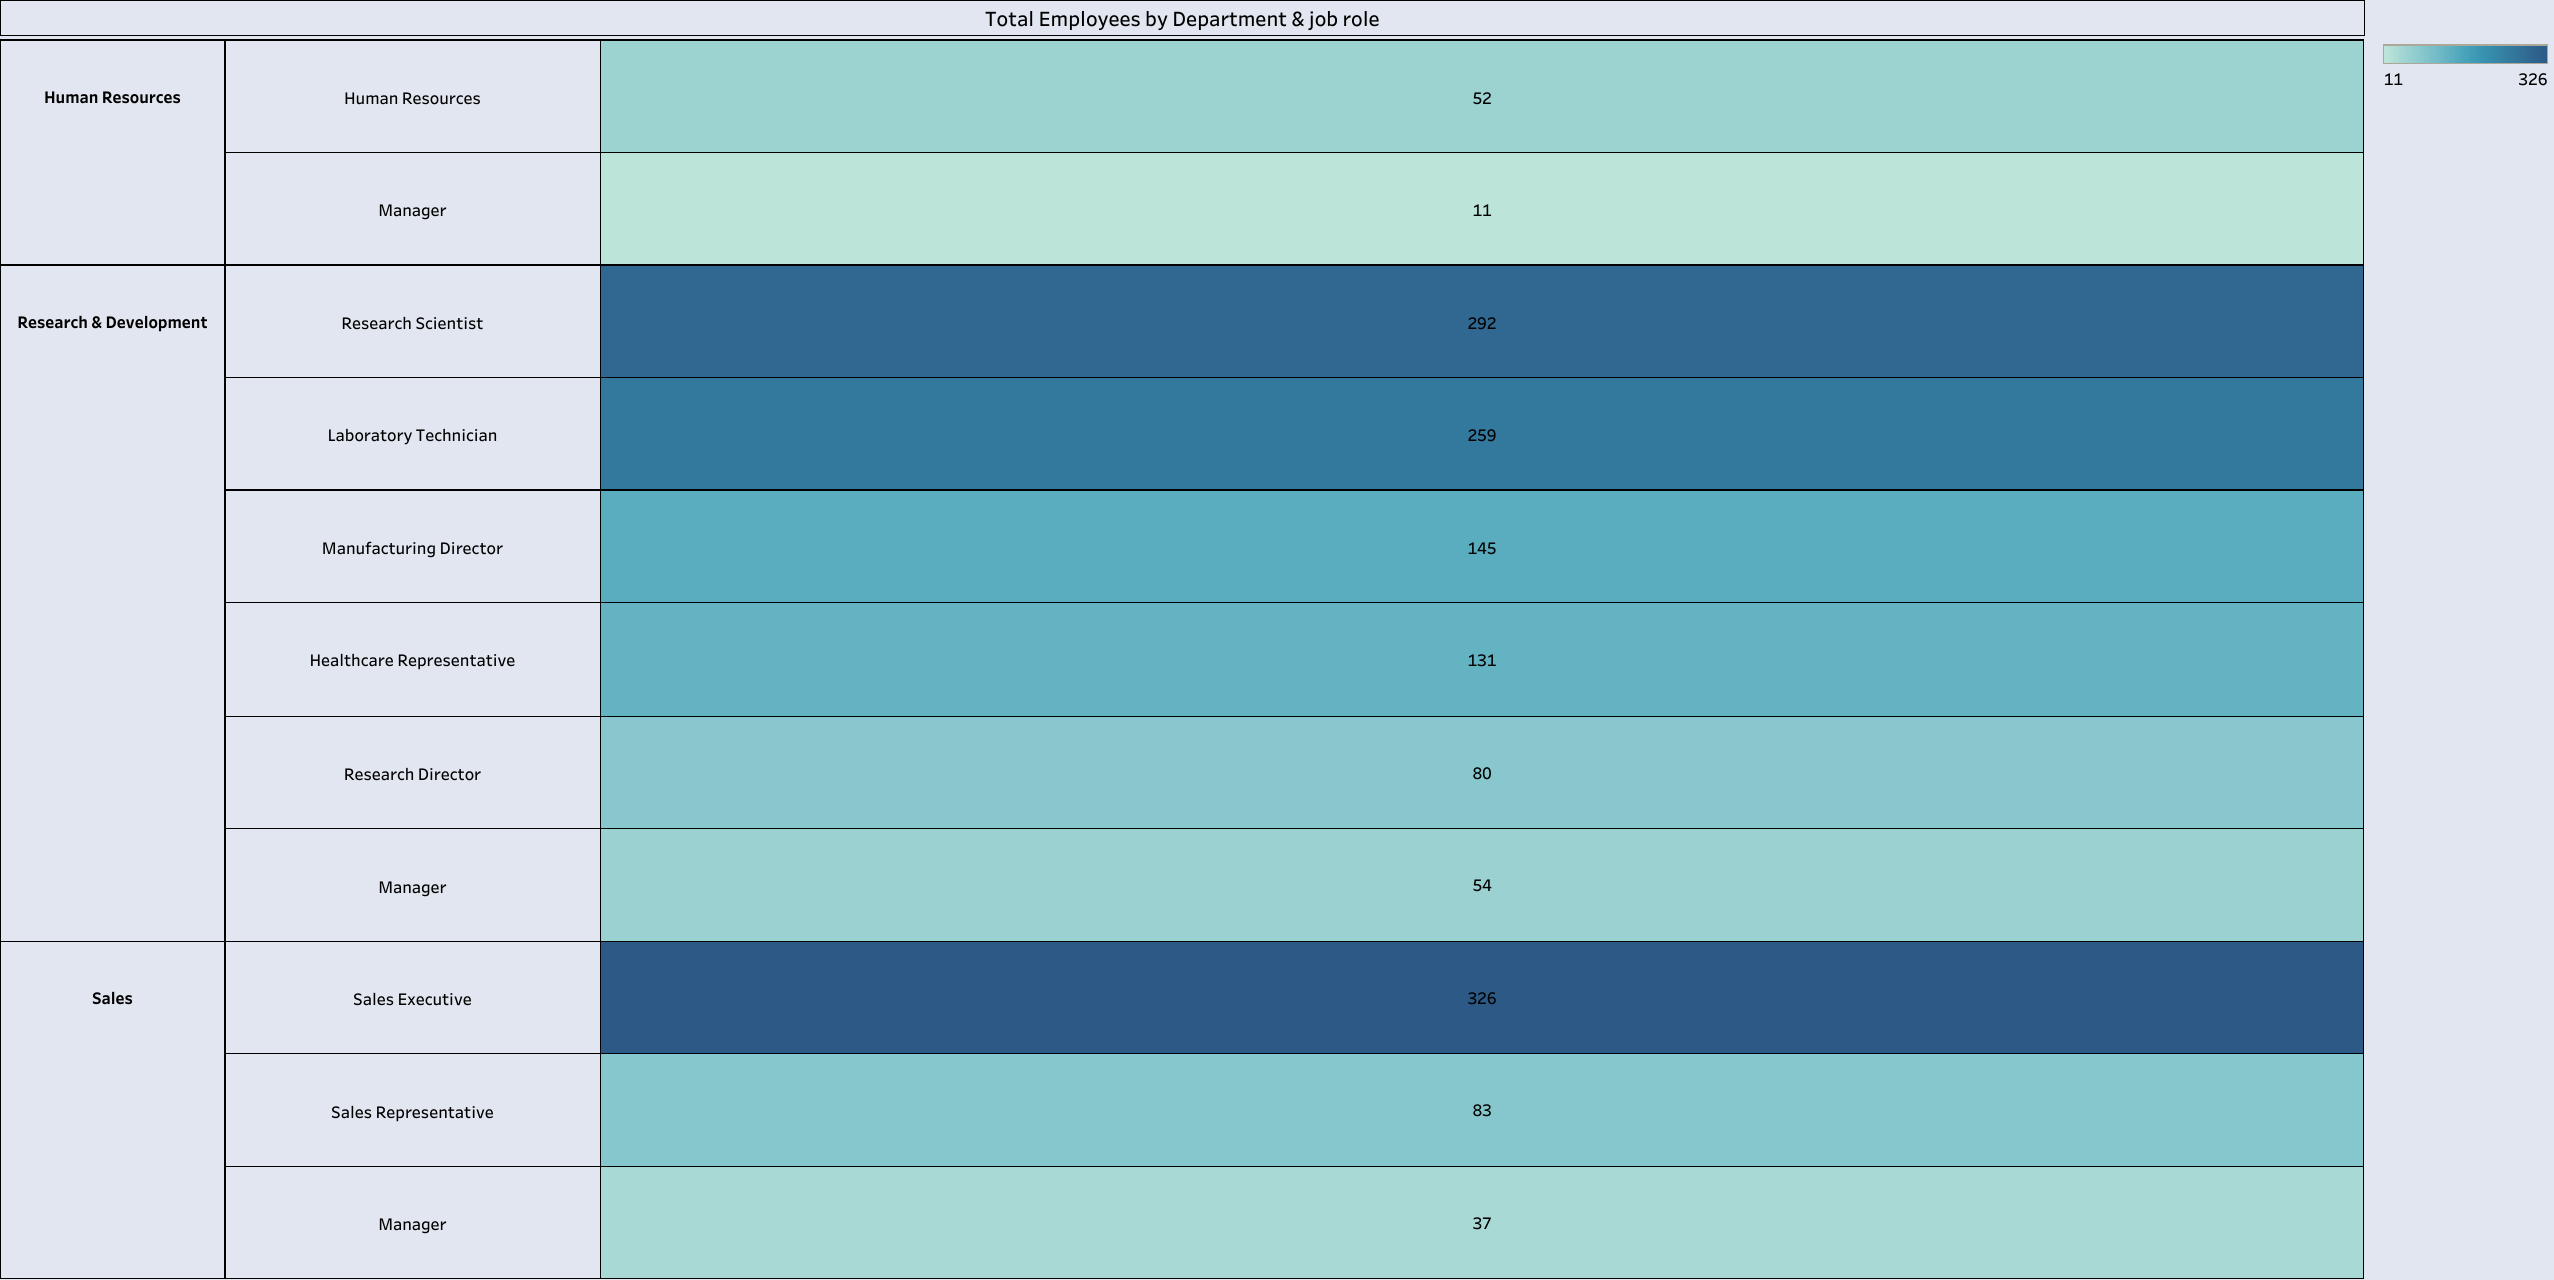 Total Employees by Department & job role
11 326
Human Resources Human Resources 52
Manager 11
Research & Development Research Scientist 292
Laboratory Technician 259
Manufacturing Director 145
Healthcare Representative 131
Research Director 80
Manager 54
Sales Sales Executive 326
Sales Representative 83
Manager 37